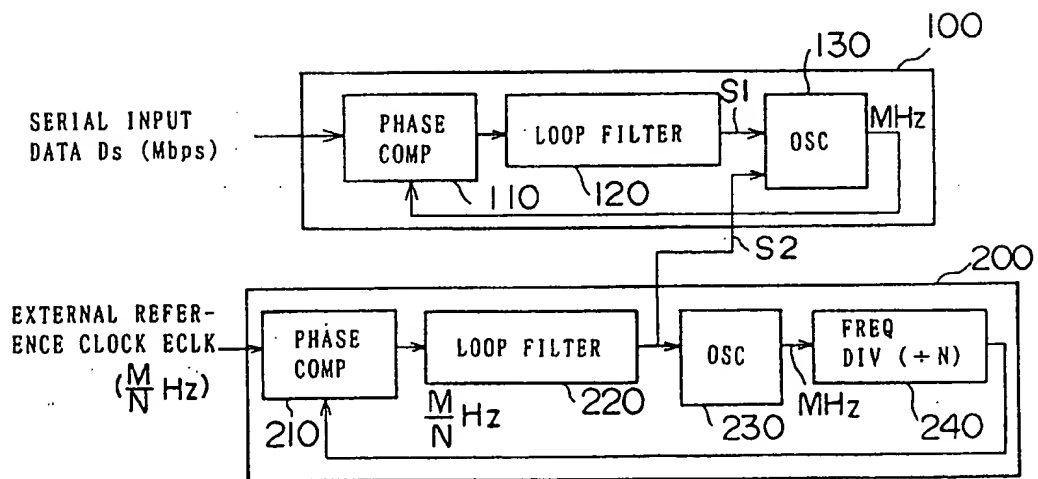 100
130
SERIAL INPUT
DATA Ds (Mbps)
PHASE
COMP
LOOP FILTER
S1
OSC
MHz
110
120
S2
200
EXTERNAL REFER-
ENCE CLOCK ECLK
(M/N Hz)
PHASE
COMP
LOOP FILTER
OSC
FREQ
DIV (÷N)
210
M/N Hz
220
230
MHz
240